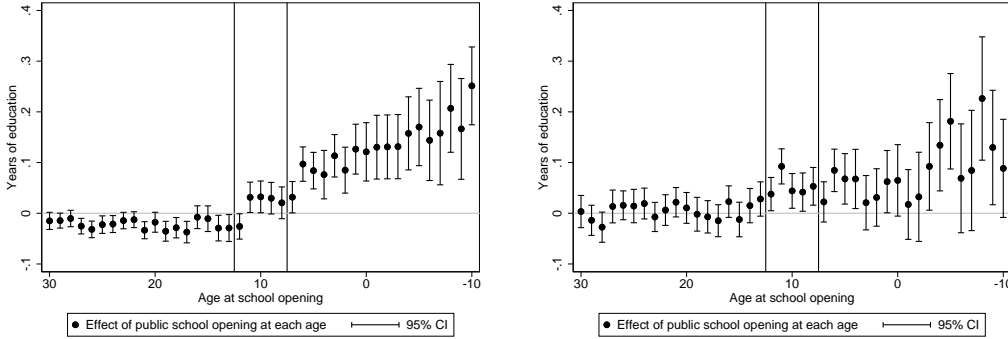 Years of education
.4
.3
.2
.1
0
-.1
30
20
10
0
-10
Age at school opening
Effect of public school opening at each age
95% CI
Years of education
.4
.3
.2
.1
0
-.1
30
20
10
0
-10
Age at school opening
Effect of public school opening at each age
95% CI